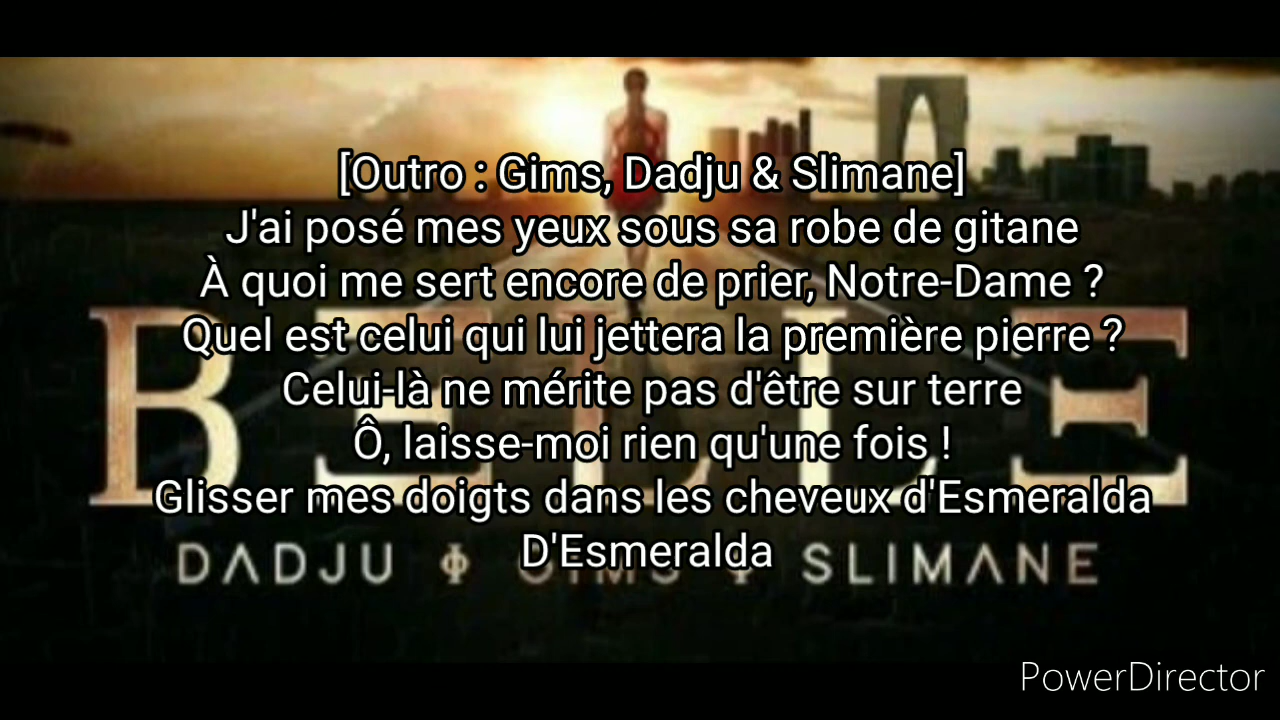 [Outro : Gims, Dadju & Slimane]
J'ai posé mes yeux sous sa robe de gitane
À quoi me sert encore de prier, Notre-Dame ?
Quel est celui qui lui jettera la première pierre ?
Celui-là ne mérite pas d'être sur terre
Ô, laisse-moi rien qu'une fois !
Glisser mes doigts dans les cheveux d'Esmeralda
D'Esmeralda
BELLE
DADJU Φ GIMS Φ SLIMANE
PowerDirector